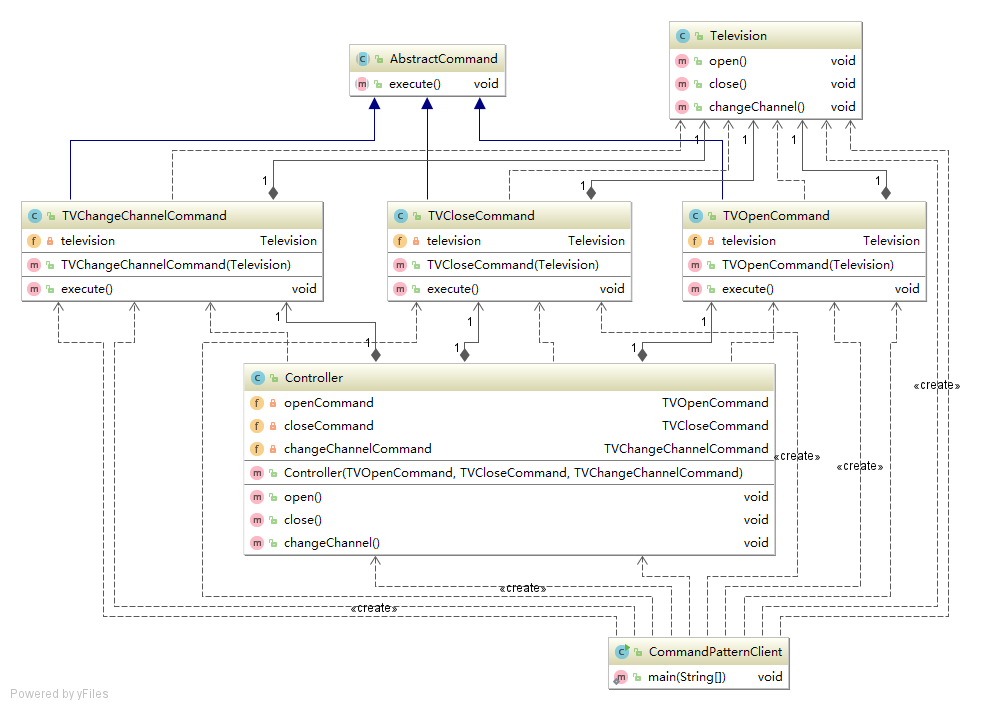 Television
open() void
close() void
changeChannel() void
AbstractCommand
execute() void
1
1
1
1
1
1
TVChangeChannelCommand
television Television
TVChangeChannelCommand(Television)
execute() void
TVCloseCommand
television Television
TVCloseCommand(Television)
execute() void
TVOpenCommand
television Television
TVOpenCommand(Television)
execute() void
1
1
1
1
1
1
Controller
openCommand TVOpenCommand
closeCommand TVCloseCommand
changeChannelCommand TVChangeChannelCommand
Controller(TVOpenCommand, TVCloseCommand, TVChangeChannelCommand)
open() void
close() void
changeChannel() void
«create»
«create»
«create»
«create»
«create»
CommandPatternClient
main(String[]) void
Powered by yFiles